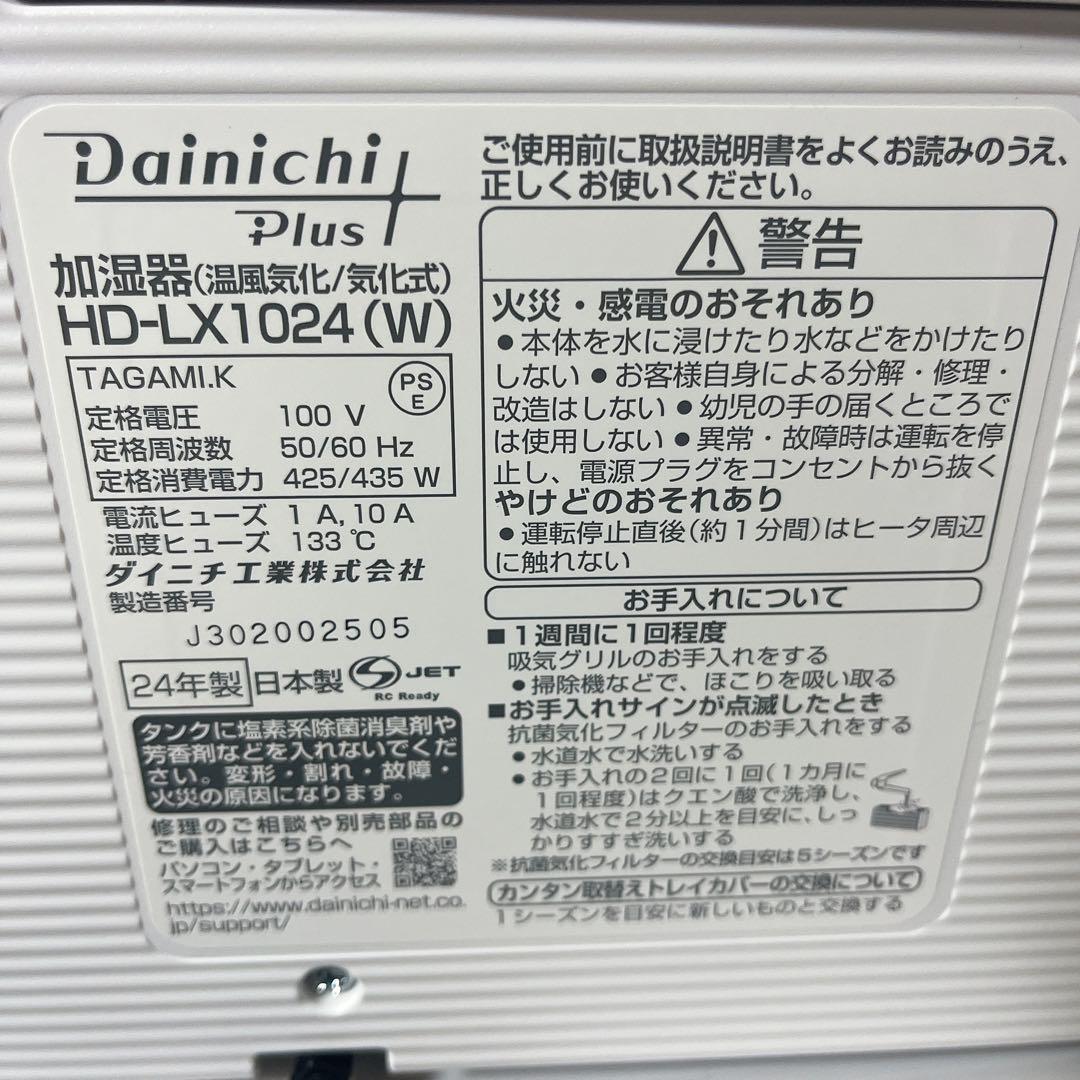 Dainichi
Plus
加湿器(温風気化/気化式)
HD-LX1024(W)
TAGAMI.K
PS
E
定格電圧 100 V
定格周波数 50/60 Hz
定格消費電力 425/435 W
電流ヒューズ 1 A, 10 A
温度ヒューズ 133 ℃
ダイニチ工業株式会社
製造番号
J302002505
24年製 日本製 S JET
RC Ready
タンクに塩素系除菌消臭剤や
芳香剤などを入れないでくだ
さい。変形・割れ・故障・
火災の原因になります。
修理のご相談や別売部品の
ご購入はこちらへ
パソコン・タブレット・
スマートフォンからアクセス
https://www.dainichi-net.co.
jp/support/
ご使用前に取扱説明書をよくお読みのうえ、
正しくお使いください。
警告
火災・感電のおそれあり
●本体を水に浸けたり水などをかけたり
しない ●お客様自身による分解・修理・
改造はしない ●幼児の手の届くところで
は使用しない ●異常・故障時は運転を停
止し、電源プラグをコンセントから抜く
やけどのおそれあり
●運転停止直後(約1分間)はヒータ周辺
に触れない
お手入れについて
■1週間に1回程度
吸気グリルのお手入れをする
●掃除機などで、ほこりを吸い取る
■お手入れサインが点滅したとき
抗菌気化フィルターのお手入れをする
●水道水で水洗いする
●お手入れの2回に1回(1カ月に
1回程度)はクエン酸で洗浄し、
水道水で2分以上を目安に、しっ
かりすすぎ洗いする
※抗菌気化フィルターの交換目安は5シーズンです
カンタン取替えトレイカバーの交換について
1シーズンを目安に新しいものと交換する